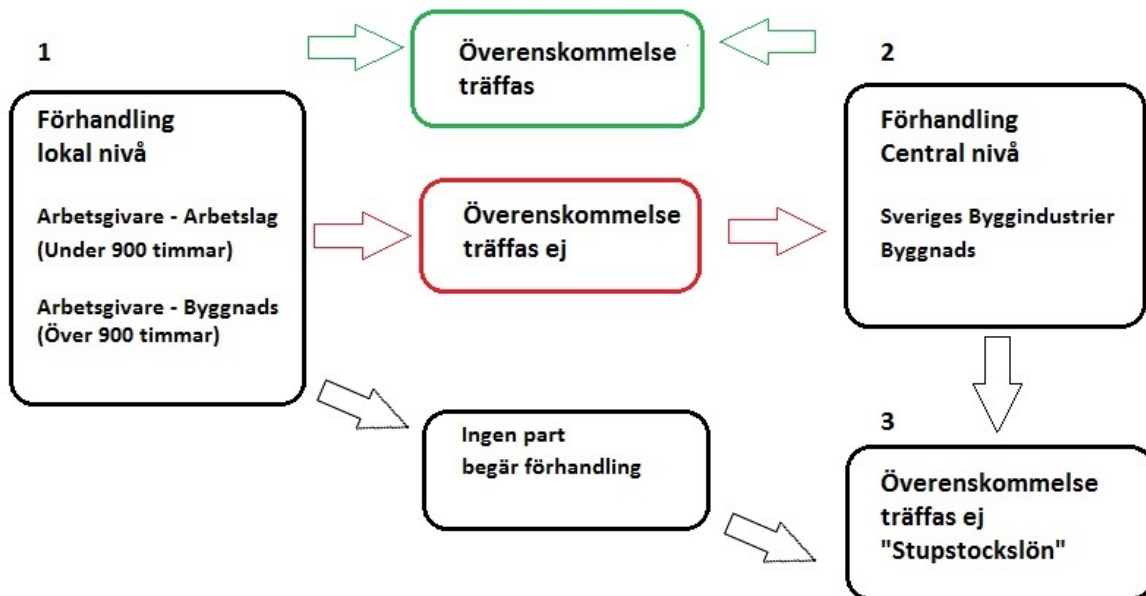 1
Förhandling
lokal nivå
Arbetsgivare - Arbetslag
(Under 900 timmar)
Arbetsgivare - Byggnads
(Över 900 timmar)
Överenskommelse
träffas
Överenskommelse
träffas ej
Ingen part
begär förhandling
2
Förhandling
Central nivå
Sveriges Byggindustrier
Byggnads
3
Överenskommelse
träffas ej
"Stupstockslön"